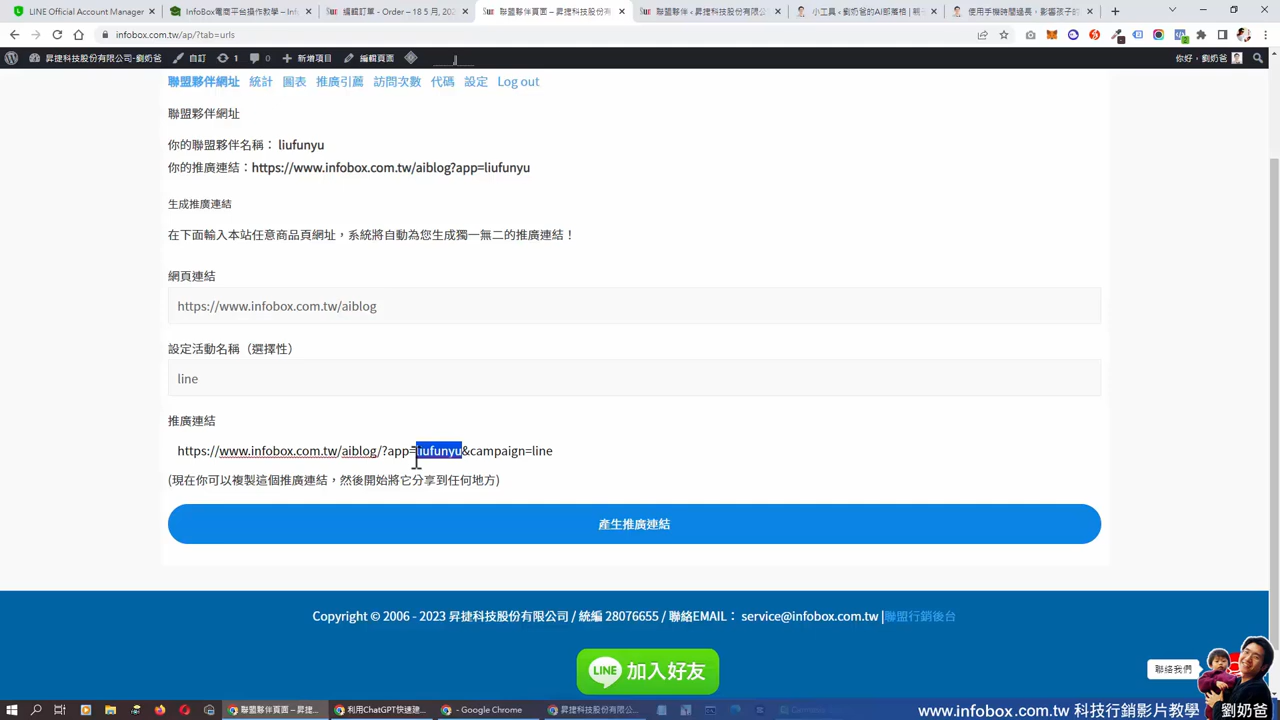 LINE Official Account Manager
InfoBox電商平台操作教學 – Inf
編輯訂單 - Order – 18 5 月, 202
聯盟夥伴頁面 – 昇捷科技股份有
聯盟夥伴 ‹ 昇捷科技股份有限公
小工具 ‹ 劉奶爸的AI部落格 | 親子
使用手機時間過長，影響孩子的
infobox.com.tw/ap/?tab=urls
昇捷科技股份有限公司-劉奶爸
自訂
1
0
新增項目
編輯頁面
你好，劉奶爸
聯盟夥伴網址 統計 圖表 推廣引薦 訪問次數 代碼 設定 Log out
聯盟夥伴網址
你的聯盟夥伴名稱： liufunyu
你的推廣連結：https://www.infobox.com.tw/aiblog?app=liufunyu
生成推廣連結
在下面輸入本站任意商品頁網址，系統將自動為您生成獨一無二的推廣連結！
網頁連結
https://www.infobox.com.tw/aiblog
設定活動名稱（選擇性）
line
推廣連結
https://www.infobox.com.tw/aiblog/?app=liufunyu&campaign=line
(現在你可以複製這個推廣連結，然後開始將它分享到任何地方)
產生推廣連結
Copyright © 2006 - 2023 昇捷科技股份有限公司 / 統編 28076655 / 聯絡EMAIL： service@infobox.com.tw |聯盟行銷後台
LINE 加入好友
聯絡我們
聯盟夥伴頁面 – 昇捷...
利用ChatGPT快速建...
- Google Chrome
昇捷科技股份有限公...
www.infobox.com.tw 科技行銷影片教學
劉奶爸